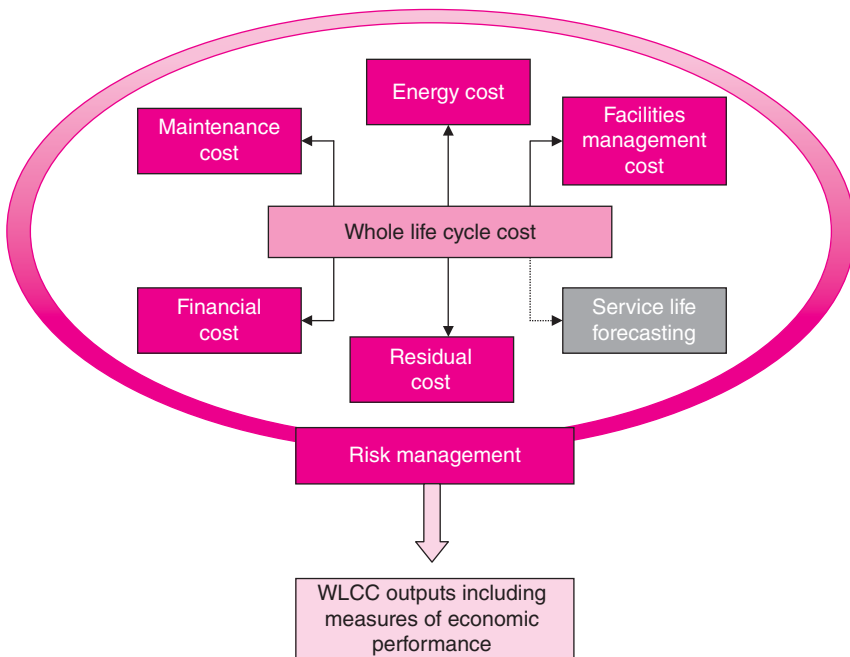 Energy cost
Maintenance
cost
Facilities
management
cost
Whole life cycle cost
Financial
cost
Service life
forecasting
Residual
cost
Risk management
WLCC outputs including
measures of economic
performance